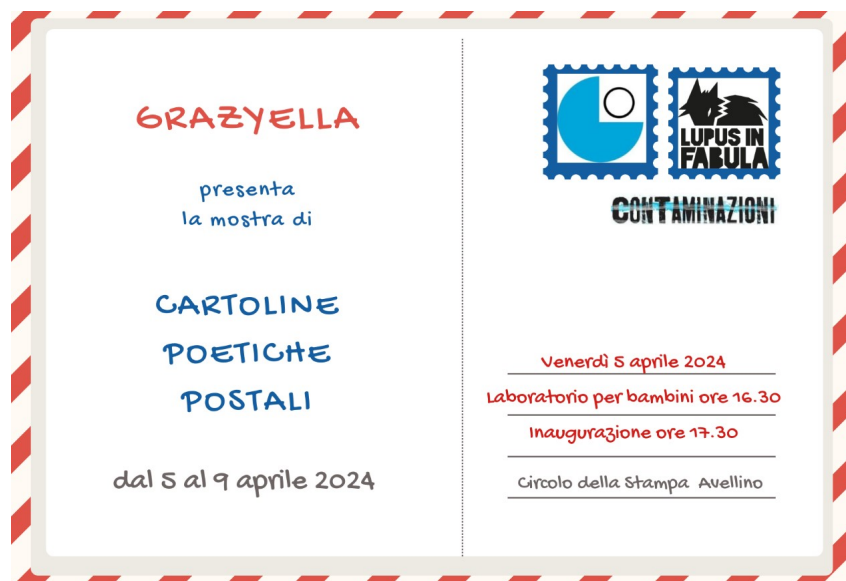 GRAZYELLA
presenta
la mostra di
CARTOLINE
POETICHE
POSTALI
dal 5 al 9 aprile 2024
LUPUS IN
FABULA
CONTAMINAZIONI
Venerdì 5 aprile 2024
Laboratorio per bambini ore 16.30
Inaugurazione ore 17.30
Circolo della Stampa Avellino